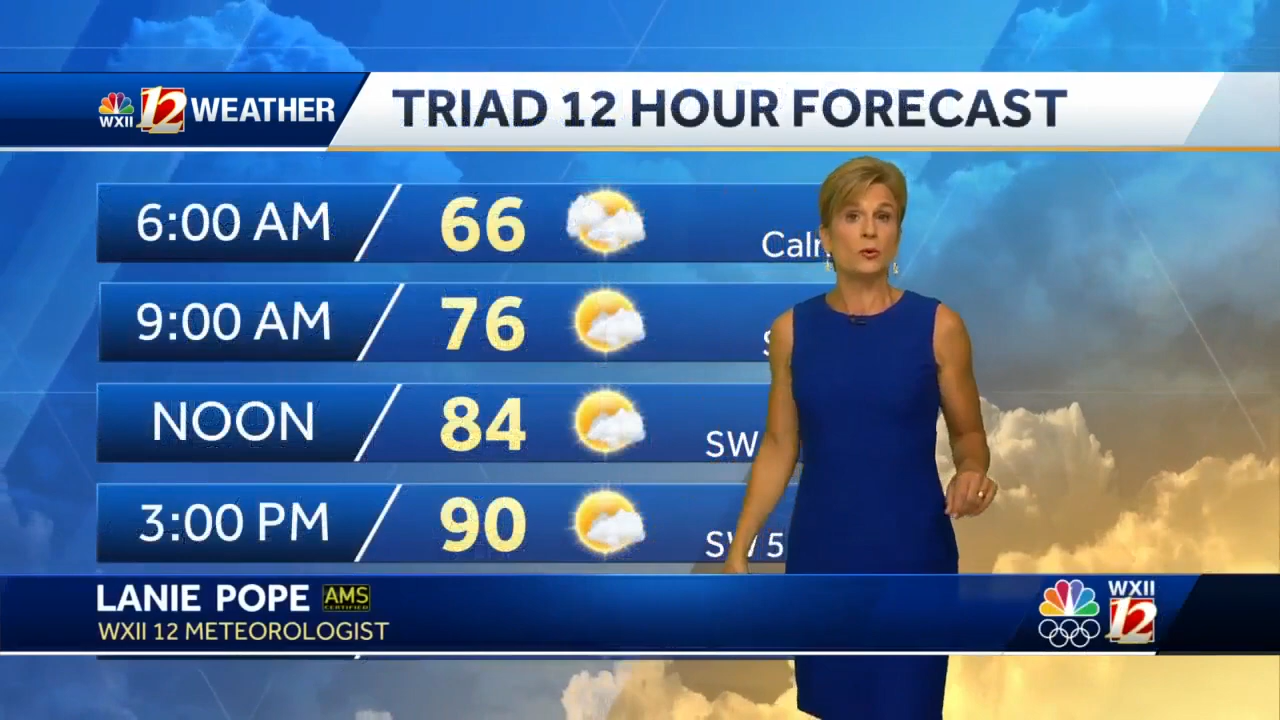 WXII 12 WEATHER
TRIAD 12 HOUR FORECAST
6:00 AM 66
9:00 AM 76
NOON 84 SW
3:00 PM 90 SW 5
LANIE POPE AMS CERTIFIED
WXII 12 METEOROLOGIST
WXII
12